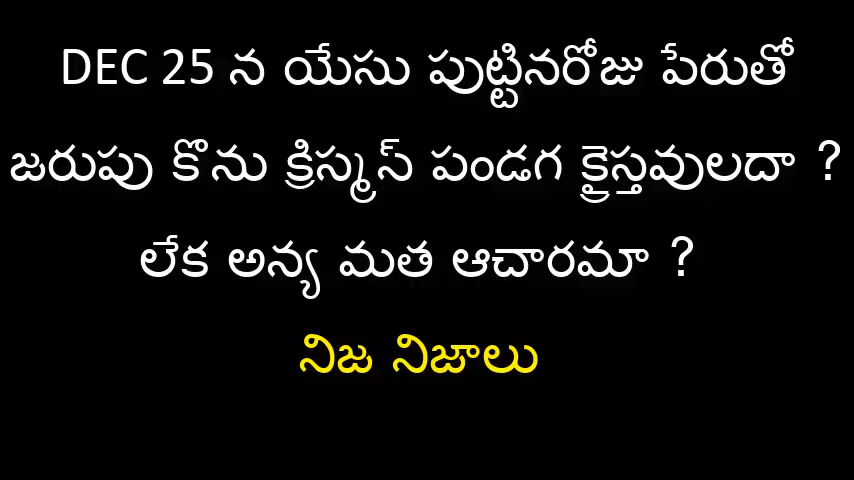 DEC 25 న యేసు పుట్టినరోజు పేరుతో
జరుపు కొను క్రిస్మస్ పండగ క్రైస్తవులదా ?
లేక అన్య మత ఆచారమా ?
నిజ నిజాలు